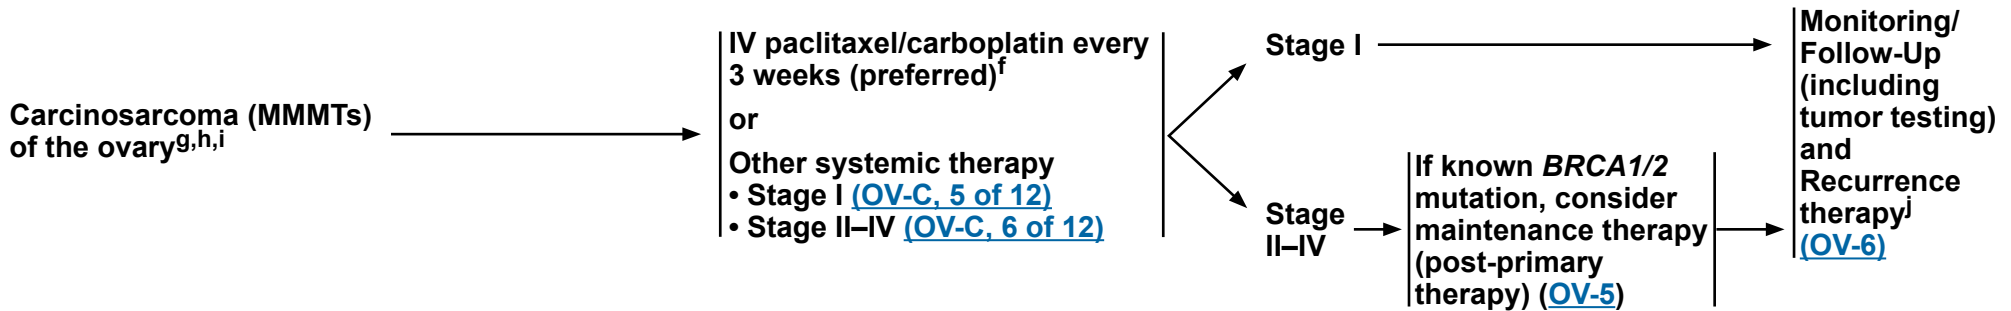 Carcinosarcoma (MMMTs)
of the ovaryg,h,i
IV paclitaxel/carboplatin every
3 weeks (preferred)f
or
Other systemic therapy
• Stage I (OV-C, 5 of 12)
• Stage II–IV (OV-C, 6 of 12)
Stage I
Stage
II–IV
If known BRCA1/2
mutation, consider
maintenance therapy
(post-primary
therapy) (OV-5)
Monitoring/
Follow-Up
(including
tumor testing)
and
Recurrence
therapyj
(OV-6)